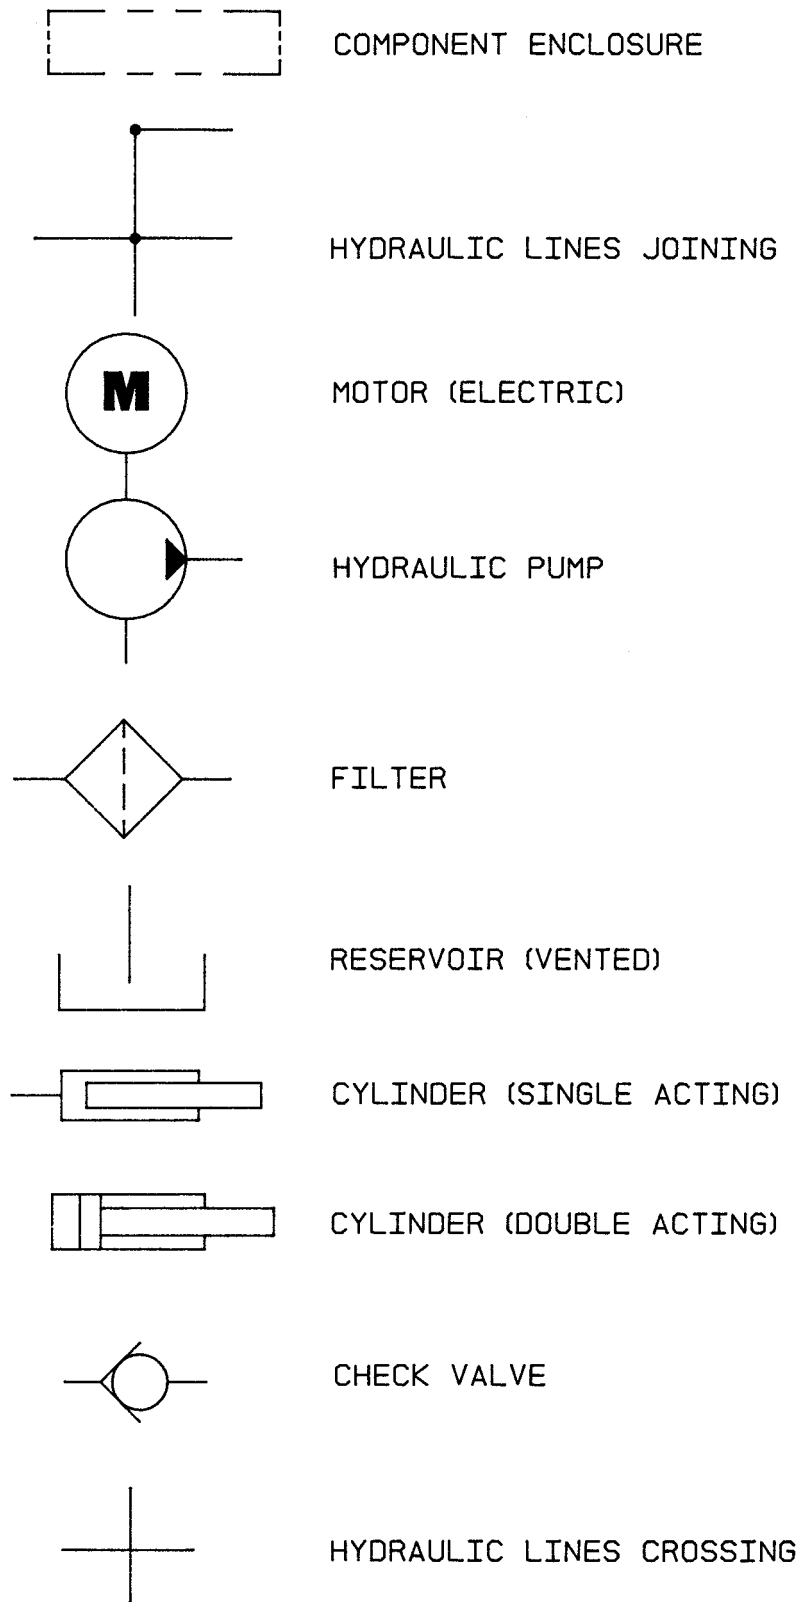 COMPONENT ENCLOSURE
HYDRAULIC LINES JOINING
M
MOTOR (ELECTRIC)
HYDRAULIC PUMP
FILTER
RESERVOIR (VENTED)
CYLINDER (SINGLE ACTING)
CYLINDER (DOUBLE ACTING)
CHECK VALVE
HYDRAULIC LINES CROSSING